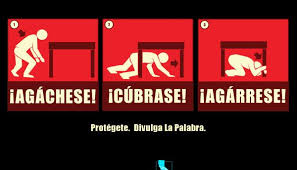 ¡AGÁCHESE!
¡CÚBRASE!
¡AGÁRRESE!
Protégete. Divulga La Palabra.